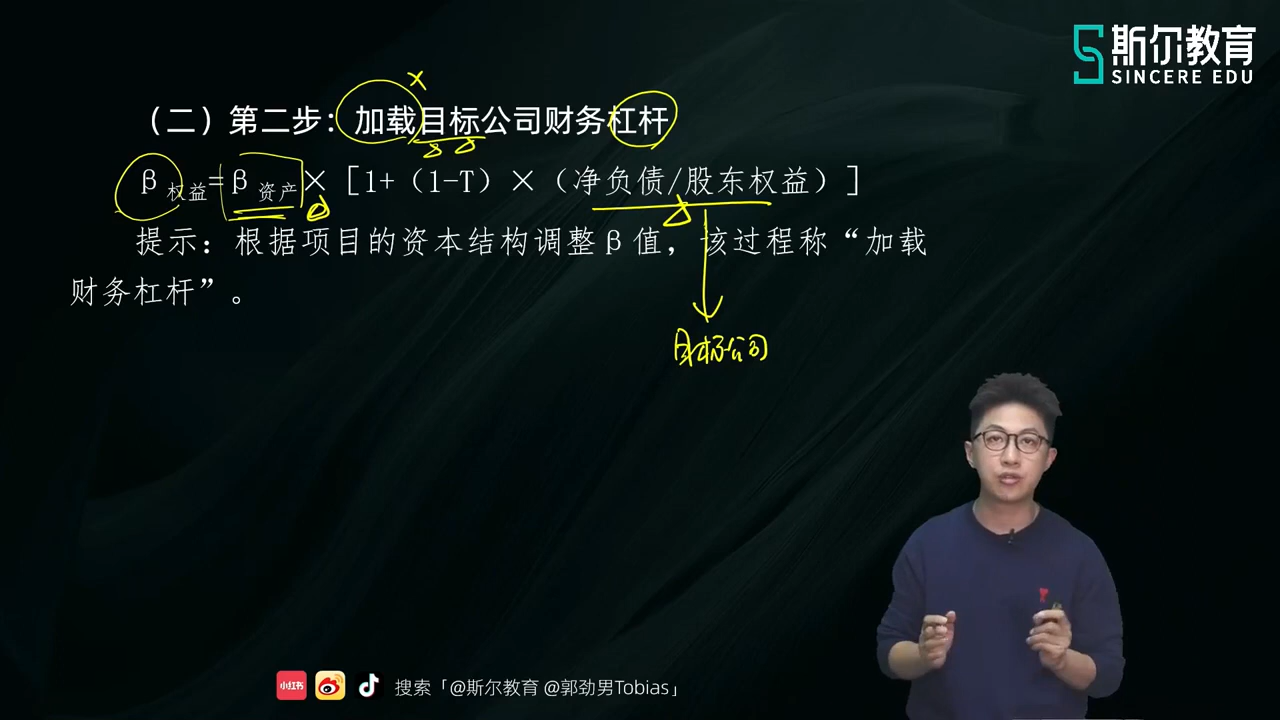 斯尔教育
SINCERE EDU
×
（二）第二步：加载目标公司财务杠杆
β权益=β资产×［1+（1-T）×（净负债/股东权益）］
提示：根据项目的资本结构调整β值，该过程称“加载
财务杠杆”。
目标公司
小红书
搜索「@斯尔教育 @郭劲男Tobias」